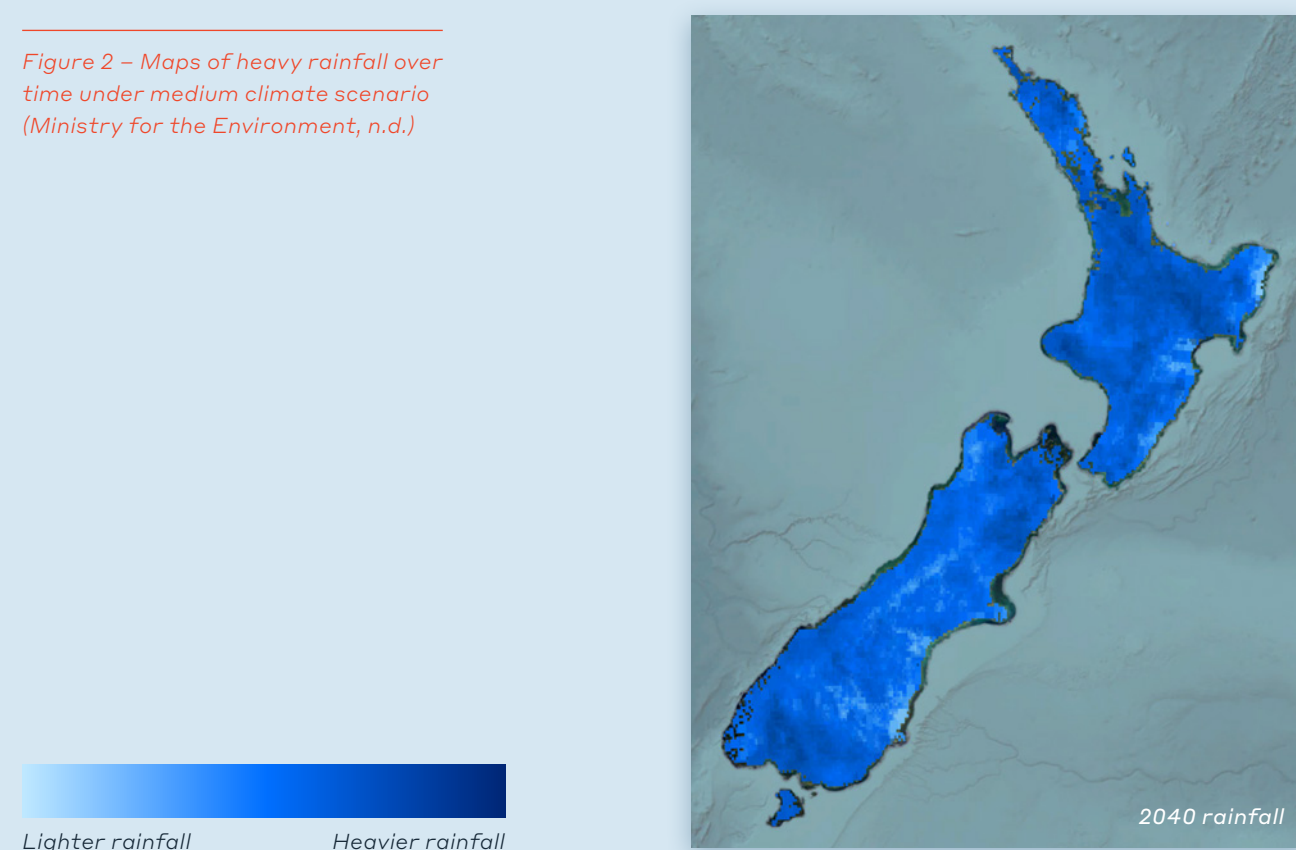 Figure 2 – Maps of heavy rainfall over
time under medium climate scenario
(Ministry for the Environment, n.d.)
2040 rainfall
Lighter rainfall
Heavier rainfall